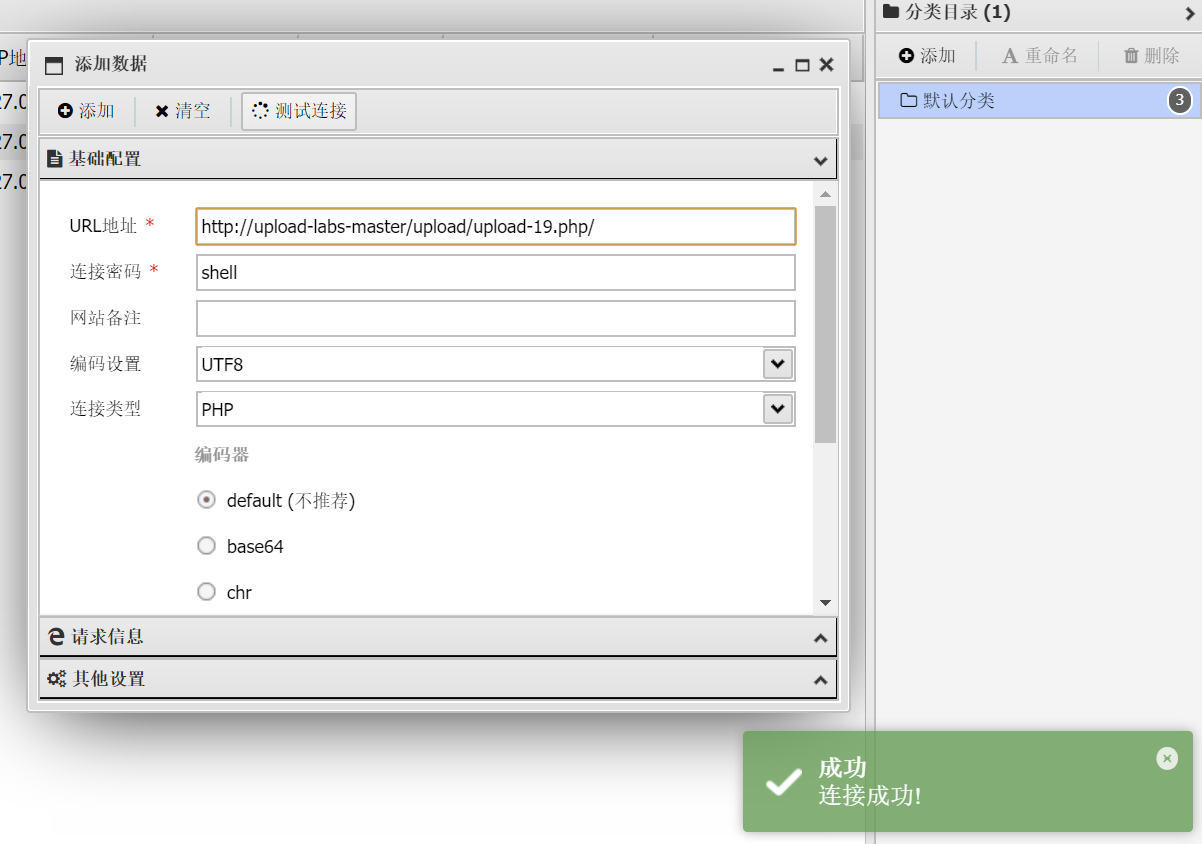 分类目录 (1)
添加 重命名 删除
默认分类 3
P地
27.0
27.0
27.0
添加数据
添加 清空 测试连接
基础配置
URL地址 * http://upload-labs-master/upload/upload-19.php/
连接密码 * shell
网站备注
编码设置 UTF8
连接类型 PHP
编码器
default (不推荐)
base64
chr
请求信息
其他设置
成功
连接成功!